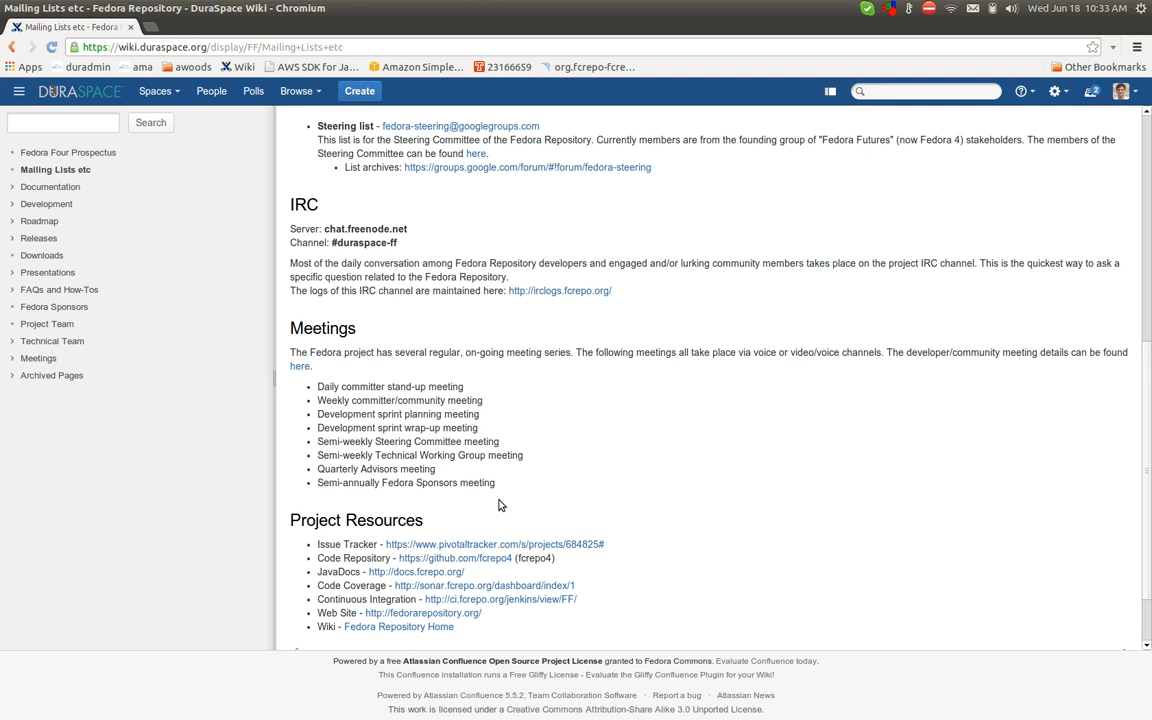 Mailing Lists etc - Fedora Repository - DuraSpace Wiki - Chromium
Wed Jun 18 10:33 AM
Mailing Lists etc - Fedora
https://wiki.duraspace.org/display/FF/Mailing+Lists+etc
Apps duradmin ama awoods Wiki AWS SDK for Ja... Amazon Simple... 23166659 org.fcrepo-fcre... Other Bookmarks
DURASPACE Spaces People Polls Browse Create 2
Search
Fedora Four Prospectus
Mailing Lists etc
Documentation
Development
Roadmap
Releases
Downloads
Presentations
FAQs and How-Tos
Fedora Sponsors
Project Team
Technical Team
Meetings
Archived Pages
Steering list - fedora-steering@googlegroups.com
This list is for the Steering Committee of the Fedora Repository. Currently members are from the founding group of "Fedora Futures" (now Fedora 4) stakeholders. The members of the
Steering Committee can be found here.
List archives: https://groups.google.com/forum/#!forum/fedora-steering
IRC
Server: chat.freenode.net
Channel: #duraspace-ff
Most of the daily conversation among Fedora Repository developers and engaged and/or lurking community members takes place on the project IRC channel. This is the quickest way to ask a
specific question related to the Fedora Repository.
The logs of this IRC channel are maintained here: http://irclogs.fcrepo.org/
Meetings
The Fedora project has several regular, on-going meeting series. The following meetings all take place via voice or video/voice channels. The developer/community meeting details can be found
here.
Daily committer stand-up meeting
Weekly committer/community meeting
Development sprint planning meeting
Development sprint wrap-up meeting
Semi-weekly Steering Committee meeting
Semi-weekly Technical Working Group meeting
Quarterly Advisors meeting
Semi-annually Fedora Sponsors meeting
Project Resources
Issue Tracker - https://www.pivotaltracker.com/s/projects/684825#
Code Repository - https://github.com/fcrepo4 (fcrepo4)
JavaDocs - http://docs.fcrepo.org/
Code Coverage - http://sonar.fcrepo.org/dashboard/index/1
Continuous Integration - http://ci.fcrepo.org/jenkins/view/FF/
Web Site - http://fedorarepository.org/
Wiki - Fedora Repository Home
Powered by a free Atlassian Confluence Open Source Project License granted to Fedora Commons. Evaluate Confluence today.
This Confluence installation runs a Free Gliffy License - Evaluate the Gliffy Confluence Plugin for your Wiki!
Powered by Atlassian Confluence 5.5.2, Team Collaboration Software · Report a bug · Atlassian News
This work is licensed under a Creative Commons Attribution-Share Alike 3.0 Unported License.